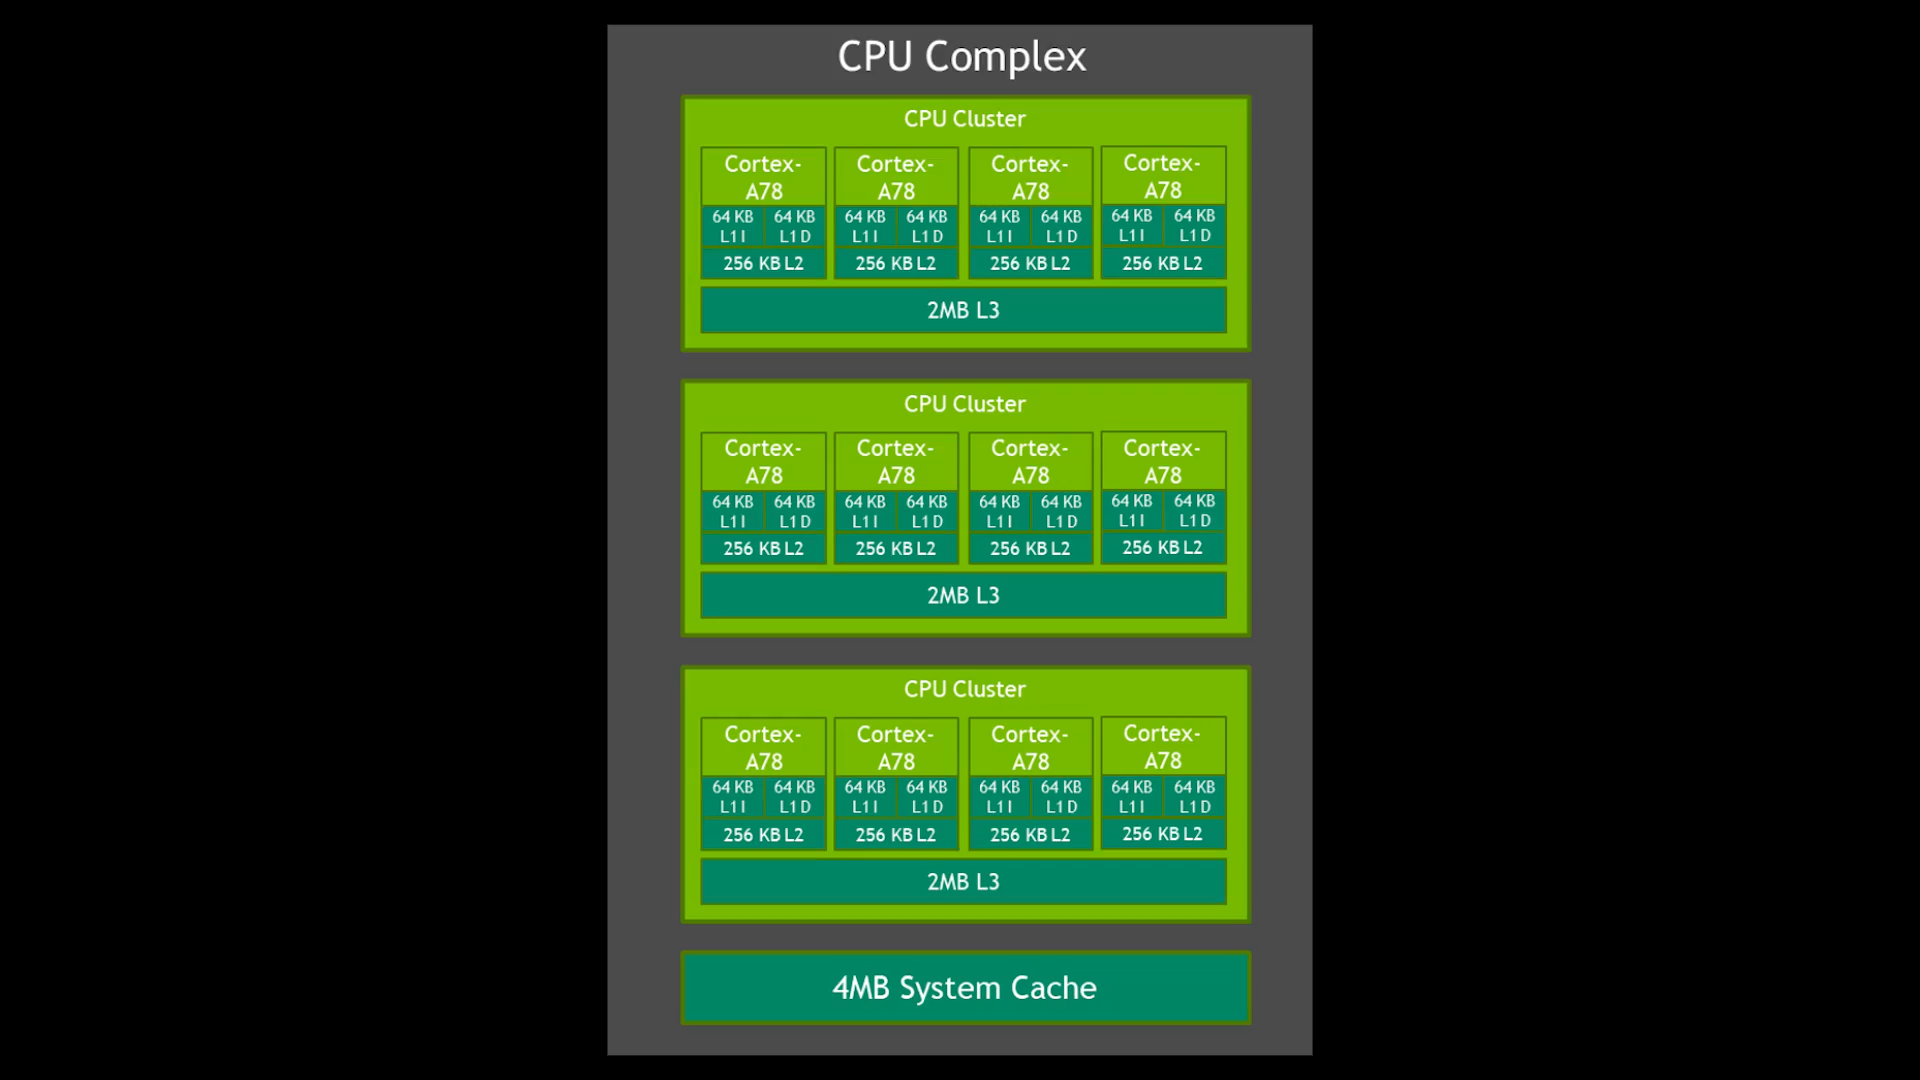 CPU Complex
CPU Cluster
Cortex- Cortex- Cortex- Cortex-
A78 A78 A78 A78
64 KB 64 KB 64 KB 64 KB 64 KB 64 KB 64 KB 64 KB
L1 I L1 D L1 I L1 D L1 I L1 D L1 I L1 D
256 KB L2 256 KB L2 256 KB L2 256 KB L2
2MB L3
CPU Cluster
Cortex- Cortex- Cortex- Cortex-
A78 A78 A78 A78
64 KB 64 KB 64 KB 64 KB 64 KB 64 KB 64 KB 64 KB
L1 I L1 D L1 I L1 D L1 I L1 D L1 I L1 D
256 KB L2 256 KB L2 256 KB L2 256 KB L2
2MB L3
CPU Cluster
Cortex- Cortex- Cortex- Cortex-
A78 A78 A78 A78
64 KB 64 KB 64 KB 64 KB 64 KB 64 KB 64 KB 64 KB
L1 I L1 D L1 I L1 D L1 I L1 D L1 I L1 D
256 KB L2 256 KB L2 256 KB L2 256 KB L2
2MB L3
4MB System Cache